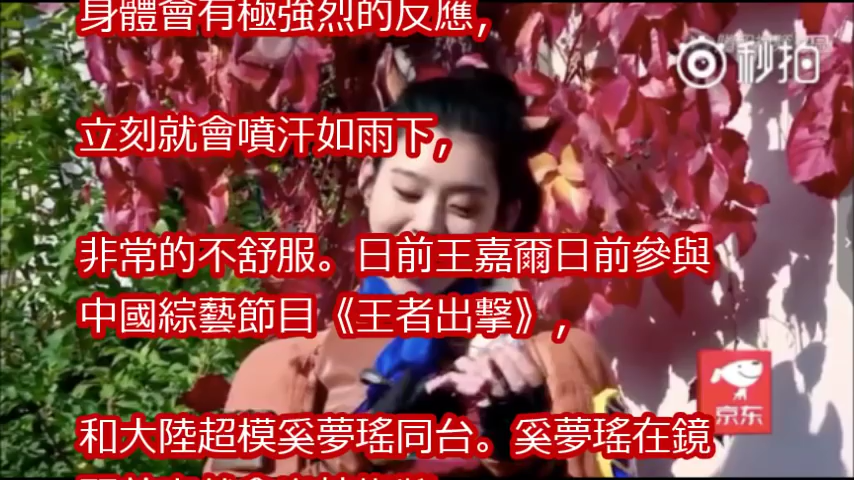 身體會有極強烈的反應,
秒拍
立刻就會噴汗如雨下,
非常的不舒服。日前王嘉爾日前參與
中國綜藝節目《王者出擊》,
京东
和大陸超模奚夢瑤同台。奚夢瑤在鏡